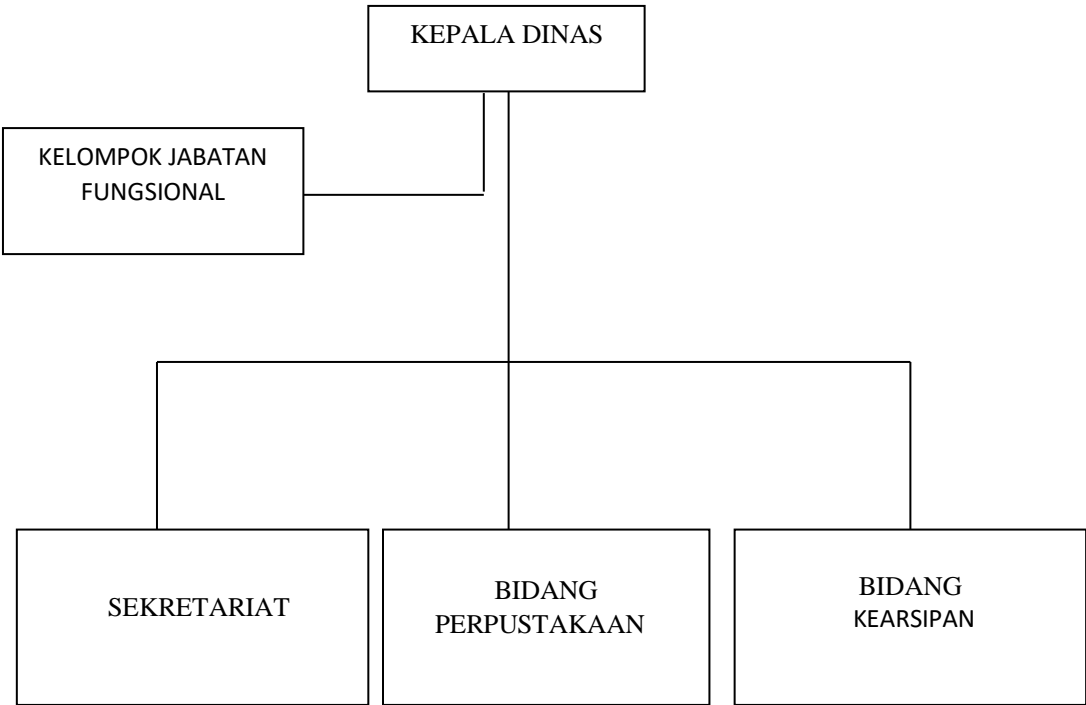 KEPALA DINAS
KELOMPOK JABATAN
FUNGSIONAL
SEKRETARIAT
BIDANG
PERPUSTAKAAN
BIDANG
KEARSIPAN